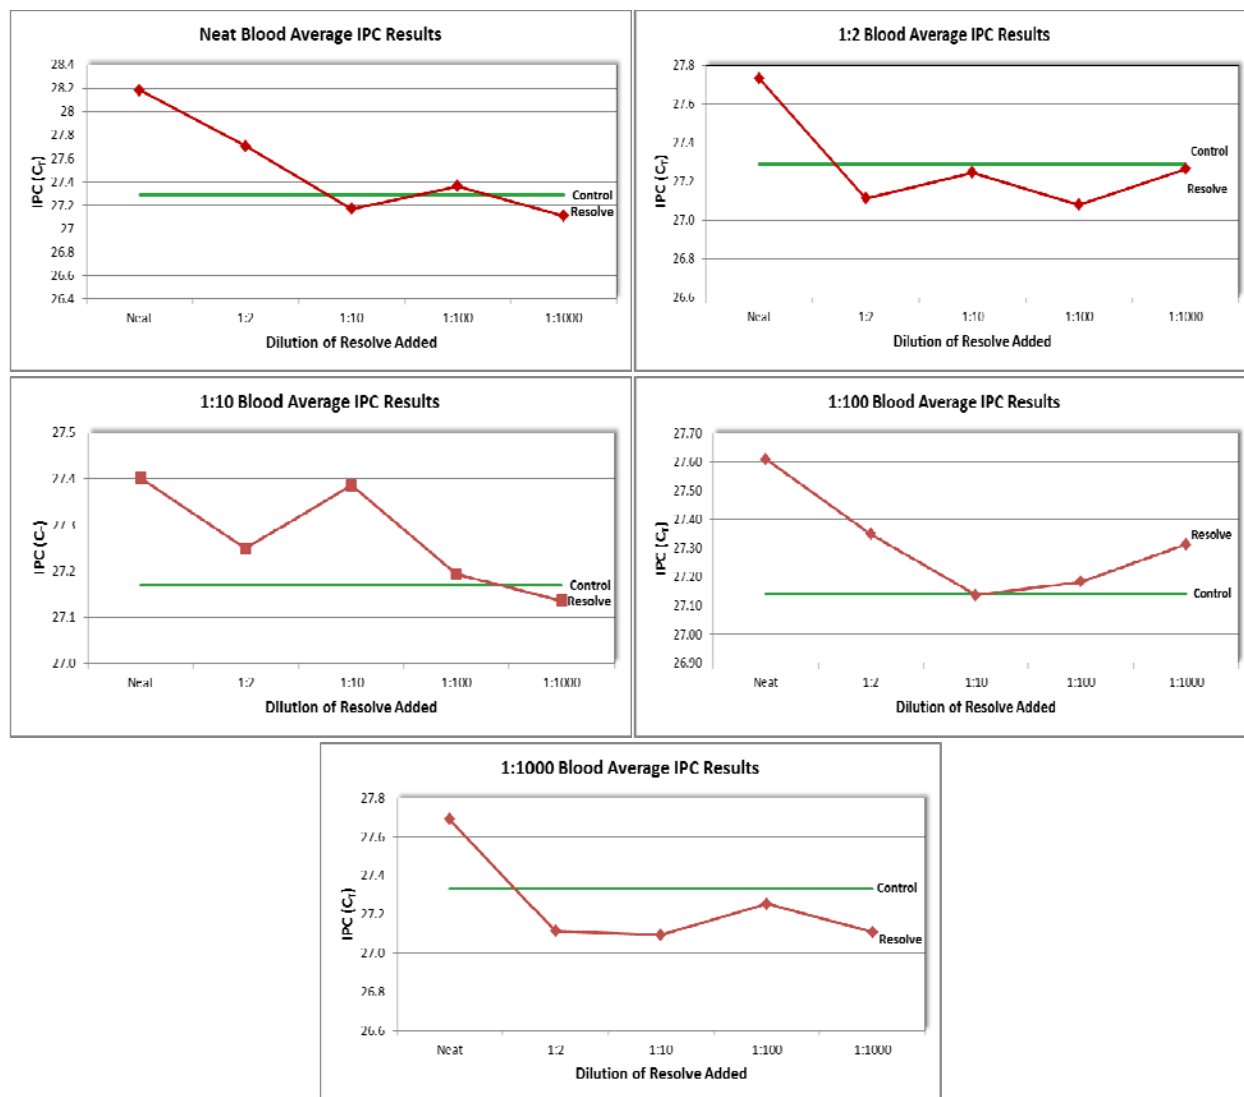 Neat Blood Average IPC Results
28.4
28.2
28
27.8
27.6
27.4
27.2
27
26.8
26.6
26.4
IPC (CT)
Control
Resolve
Neat 1:2 1:10 1:100 1:1000
Dilution of Resolve Added
1:2 Blood Average IPC Results
27.8
27.6
27.4
27.2
27.0
26.8
26.6
IPC (CT)
Control
Resolve
Neat 1:2 1:10 1:100 1:1000
Dilution of Resolve Added
1:10 Blood Average IPC Results
27.5
27.4
27.3
27.2
27.1
27.0
IPC (CT)
Control
Resolve
Neat 1:2 1:10 1:100 1:1000
Dilution of Resolve Added
1:100 Blood Average IPC Results
27.70
27.60
27.50
27.40
27.30
27.20
27.10
27.00
26.90
IPC (CT)
Resolve
Control
Neat 1:2 1:10 1:100 1:1000
Dilution of Resolve Added
1:1000 Blood Average IPC Results
27.8
27.6
27.4
27.2
27.0
26.8
26.6
IPC (CT)
Control
Resolve
Neat 1:2 1:10 1:100 1:1000
Dilution of Resolve Added